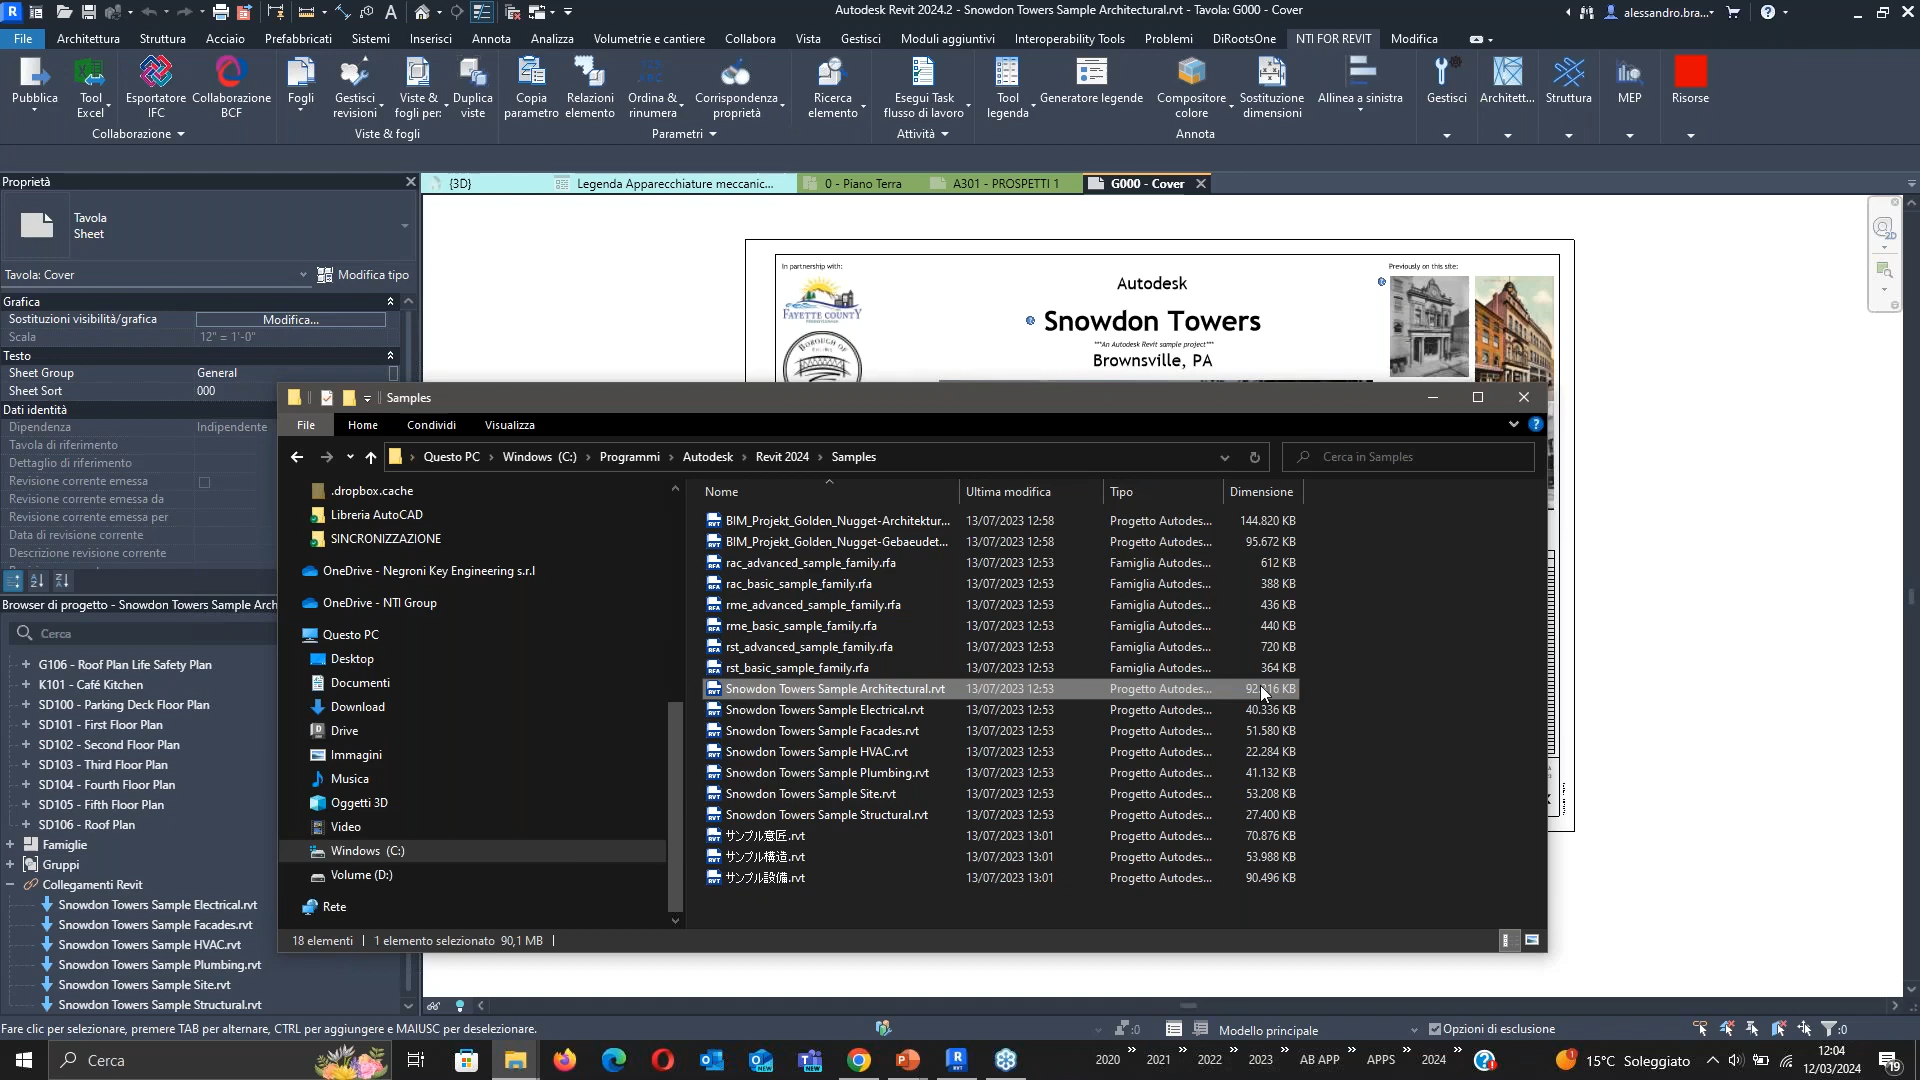 Autodesk Revit 2024.2 - Snowdon Towers Sample Architectural.rvt - Tavola: G000 - Cover
alessandro.bra...
File Architettura Struttura Acciaio Prefabbricati Sistemi Inserisci Annota Analizza Volumetrie e cantiere Collabora Vista Gestisci Moduli aggiuntivi Interoperability Tools Problemi DiRootsOne NTI FOR REVIT Modifica
Pubblica Tool Excel Esportatore IFC Collaborazione BCF Fogli Gestisci revisioni Viste & fogli per: Duplica viste Copia parametro Relazioni elemento Ordina & rinumera Corrispondenza proprietà Ricerca elemento Esegui Task flusso di lavoro Tool legenda Generatore legende Compositore colore Sostituzione dimensioni Allinea a sinistra Gestisci Architett... Struttura MEP Risorse
Collaborazione Viste & fogli Parametri Attività Annota
Proprietà
{3D} Legenda Apparecchiature meccanic... 0 - Piano Terra A301 - PROSPETTI 1 G000 - Cover
Tavola
Sheet
Tavola: Cover Modifica tipo
Grafica
Sostituzioni visibilità/grafica Modifica...
Scala 12" = 1'-0"
Testo
Sheet Group General
Sheet Sort 000
Dati identità
Dipendenza Indipendente
Tavola di riferimento
Dettaglio di riferimento
Revisione corrente emessa
Revisione corrente emessa da
Revisione corrente emessa per
Data di revisione corrente
Descrizione revisione corrente
Browser di progetto - Snowdon Towers Sample Arch
Cerca
G106 - Roof Plan Life Safety Plan
K101 - Café Kitchen
SD100 - Parking Deck Floor Plan
SD101 - First Floor Plan
SD102 - Second Floor Plan
SD103 - Third Floor Plan
SD104 - Fourth Floor Plan
SD105 - Fifth Floor Plan
SD106 - Roof Plan
Famiglie
Gruppi
Collegamenti Revit
Snowdon Towers Sample Electrical.rvt
Snowdon Towers Sample Facades.rvt
Snowdon Towers Sample HVAC.rvt
Snowdon Towers Sample Plumbing.rvt
Snowdon Towers Sample Site.rvt
Snowdon Towers Sample Structural.rvt
In partnership with:
FAYETTE COUNTY
BOROUGH OF
Autodesk
Snowdon Towers
***An Autodesk Revit sample project***
Brownsville, PA
Previously on this site:
2D
Samples
File Home Condividi Visualizza
Questo PC Windows (C:) Programmi Autodesk Revit 2024 Samples
Cerca in Samples
.dropbox.cache
Libreria AutoCAD
SINCRONIZZAZIONE
OneDrive - Negroni Key Engineering s.r.l
OneDrive - NTI Group
Questo PC
Desktop
Documenti
Download
Drive
Immagini
Musica
Oggetti 3D
Video
Windows (C:)
Volume (D:)
Rete
Nome Ultima modifica Tipo Dimensione
BIM_Projekt_Golden_Nugget-Architektur... 13/07/2023 12:58 Progetto Autodes... 144.820 KB
BIM_Projekt_Golden_Nugget-Gebaeudet... 13/07/2023 12:58 Progetto Autodes... 95.672 KB
rac_advanced_sample_family.rfa 13/07/2023 12:53 Famiglia Autodes... 612 KB
rac_basic_sample_family.rfa 13/07/2023 12:53 Famiglia Autodes... 388 KB
rme_advanced_sample_family.rfa 13/07/2023 12:53 Famiglia Autodes... 436 KB
rme_basic_sample_family.rfa 13/07/2023 12:53 Famiglia Autodes... 440 KB
rst_advanced_sample_family.rfa 13/07/2023 12:53 Famiglia Autodes... 720 KB
rst_basic_sample_family.rfa 13/07/2023 12:53 Famiglia Autodes... 364 KB
Snowdon Towers Sample Architectural.rvt 13/07/2023 12:53 Progetto Autodes... KB
Snowdon Towers Sample Electrical.rvt 13/07/2023 12:53 Progetto Autodes... 40.336 KB
Snowdon Towers Sample Facades.rvt 13/07/2023 12:53 Progetto Autodes... 51.580 KB
Snowdon Towers Sample HVAC.rvt 13/07/2023 12:53 Progetto Autodes... 22.284 KB
Snowdon Towers Sample Plumbing.rvt 13/07/2023 12:53 Progetto Autodes... 41.132 KB
Snowdon Towers Sample Site.rvt 13/07/2023 12:53 Progetto Autodes... 53.208 KB
Snowdon Towers Sample Structural.rvt 13/07/2023 12:53 Progetto Autodes... 27.400 KB
サンプル意匠.rvt 13/07/2023 13:01 Progetto Autodes... 70.876 KB
サンプル構造.rvt 13/07/2023 13:01 Progetto Autodes... 53.988 KB
サンプル設備.rvt 13/07/2023 13:01 Progetto Autodes... 90.496 KB
18 elementi 1 elemento selezionato 90,1 MB
Fare clic per selezionare, premere TAB per alternare, CTRL per aggiungere e MAIUSC per deselezionare.
:0 Modello principale Opzioni di esclusione :0
Cerca
2020 2021 2022 2023 AB APP APPS 2024
15°C Soleggiato
12:04
12/03/2024
19